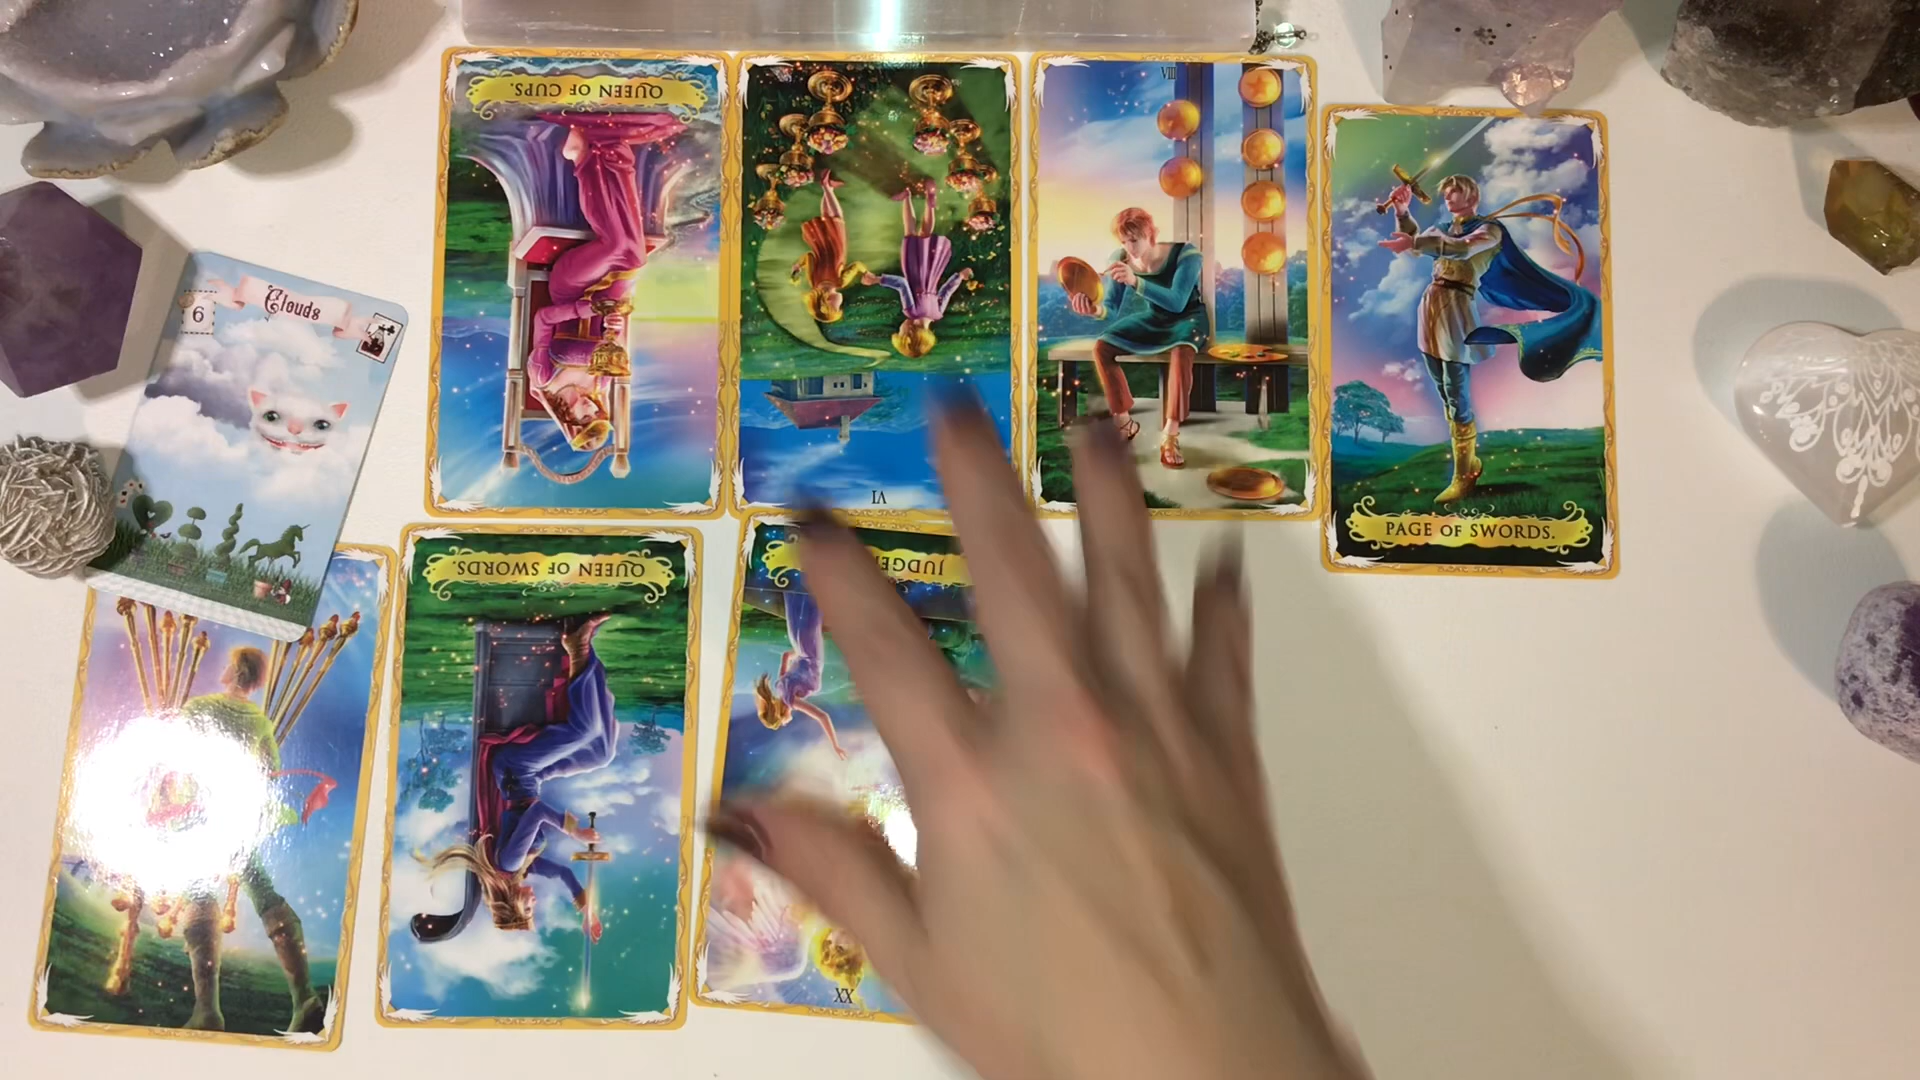 QUEEN OF CUPS.
VI
VIII
PAGE OF SWORDS.
6
Clouds
QUEEN OF SWORDS.
XX